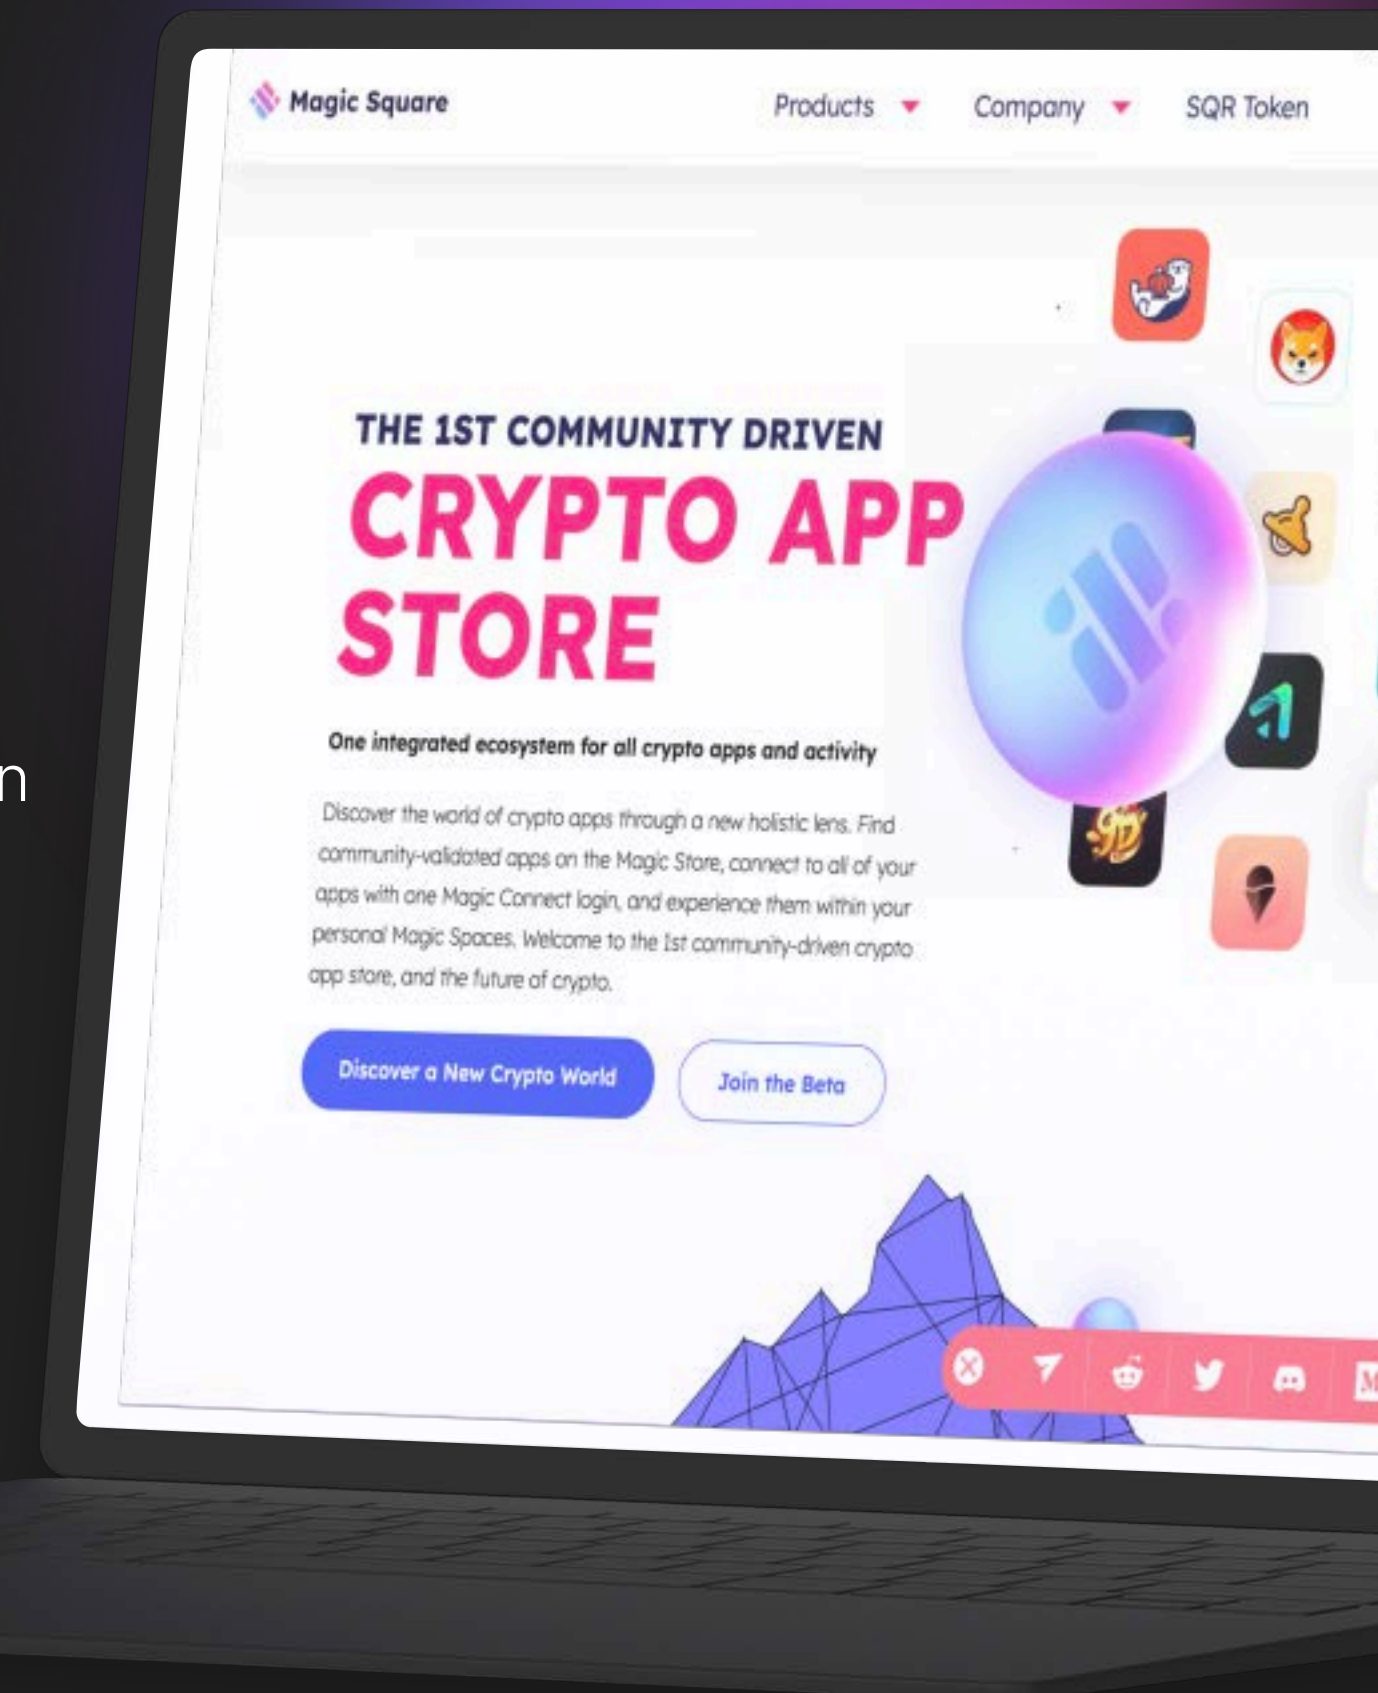 Magic Square
Products
Company
SQR Token
THE 1ST COMMUNITY DRIVEN
CRYPTO APP
STORE
n
One integrated ecosystem for all crypto apps and activity
Discover the world of crypto apps through a new holistic lens. Find
community-validated apps on the Magic Store, connect to all of your
apps with one Magic Connect login, and experience them within your
personal Magic Spaces. Welcome to the 1st community-driven crypto
app store, and the future of crypto.
Discover a New Crypto World
Join the Beta